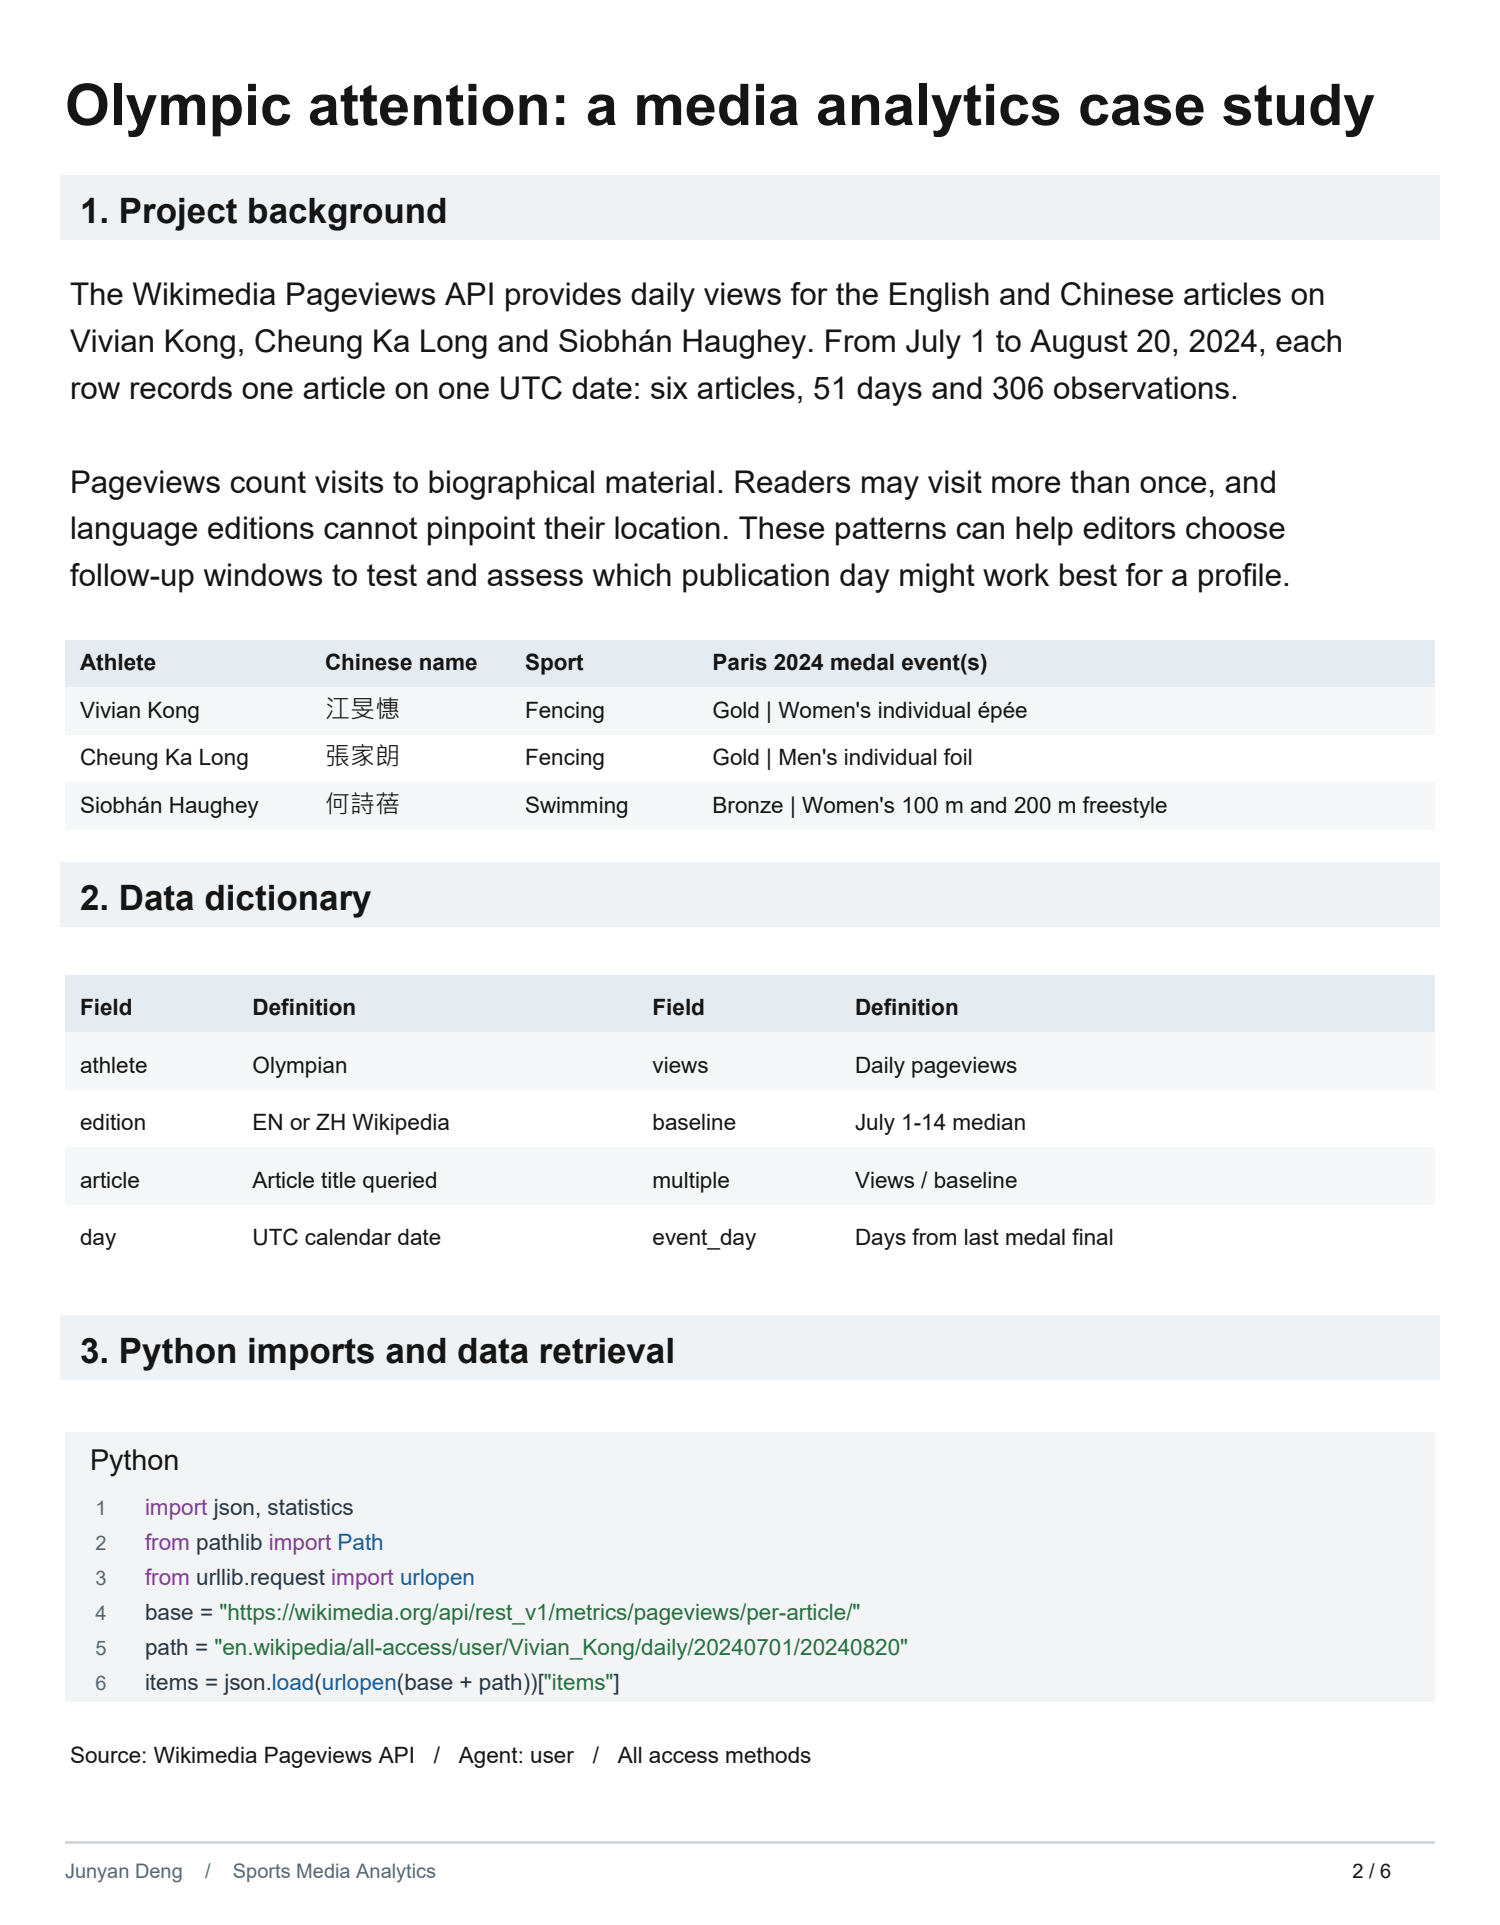 Olympic attention: a media analytics case study
1. Project background
The Wikimedia Pageviews API provides daily views for the English and Chinese articles on
Vivian Kong, Cheung Ka Long and Siobhán Haughey. From July 1 to August 20, 2024, each
row records one article on one UTC date: six articles, 51 days and 306 observations.
Pageviews count visits to biographical material. Readers may visit more than once, and
language editions cannot pinpoint their location. These patterns can help editors choose
follow-up windows to test and assess which publication day might work best for a profile.
Athlete Chinese name Sport Paris 2024 medal event(s)
Vivian Kong 江旻憓 Fencing Gold | Women's individual épée
Cheung Ka Long 張家朗 Fencing Gold | Men's individual foil
Siobhán Haughey 何詩蓓 Swimming Bronze | Women's 100 m and 200 m freestyle
2. Data dictionary
Field Definition Field Definition
athlete Olympian views Daily pageviews
edition EN or ZH Wikipedia baseline July 1-14 median
article Article title queried multiple Views / baseline
day UTC calendar date event_day Days from last medal final
3. Python imports and data retrieval
Python
1 import json, statistics
2 from pathlib import Path
3 from urllib.request import urlopen
4 base = "https://wikimedia.org/api/rest_v1/metrics/pageviews/per-article/"
5 path = "en.wikipedia/all-access/user/Vivian_Kong/daily/20240701/20240820"
6 items = json.load(urlopen(base + path))["items"]
Source: Wikimedia Pageviews API / Agent: user / All access methods
Junyan Deng / Sports Media Analytics 2 / 6